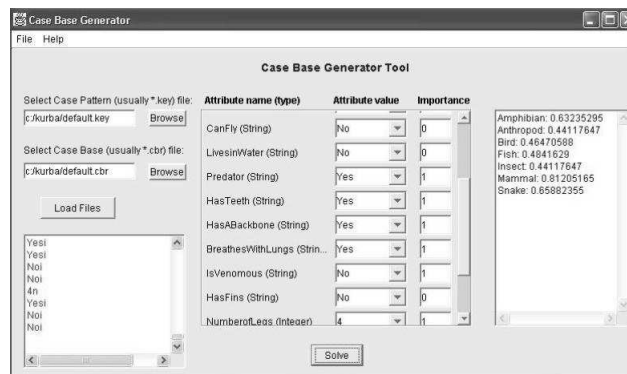 Case Base Generator
File Help
Case Base Generator Tool
Select Case Pattern (usually *.key) file:
c:/kurba/default.key Browse
Select Case Base (usually *.cbr) file:
c:/kurba/default.cbr Browse
Load Files
Yesi
Yesi
Noi
Noi
4n
Yesi
Noi
Noi
Attribute name (type) Attribute value Importance
CanFly (String) No 0
LivesinWater (String) No 0
Predator (String) Yes 1
HasTeeth (String) Yes 1
HasABackbone (String) Yes 1
BreathesWithLungs (Strin... Yes 1
IsVenomous (String) No 1
HasFins (String) No 0
NumberofLegs (Integer) 4 1
Amphibian: 0.63235295
Anthropod: 0.44117647
Bird: 0.46470588
Fish: 0.4841629
Insect: 0.44117647
Mammal: 0.81205165
Snake: 0.65882355
Solve